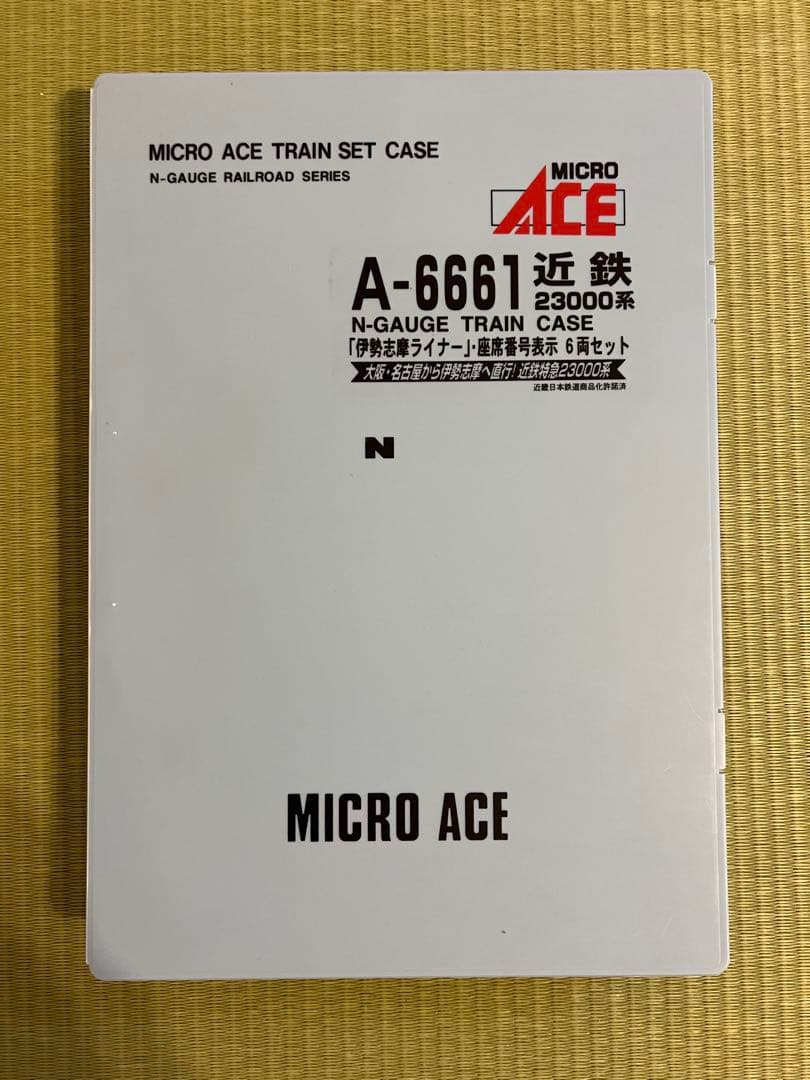 MICRO ACE TRAIN SET CASE
N-GAUGE RAILROAD SERIES
MICRO
ACE
A-6661 近鉄
23000系
N-GAUGE TRAIN CASE
「伊勢志摩ライナー」・座席番号表示 6両セット
大阪・名古屋から伊勢志摩へ直行!近鉄特急23000系
近畿日本鉄道商品化許諾済
N
MICRO ACE